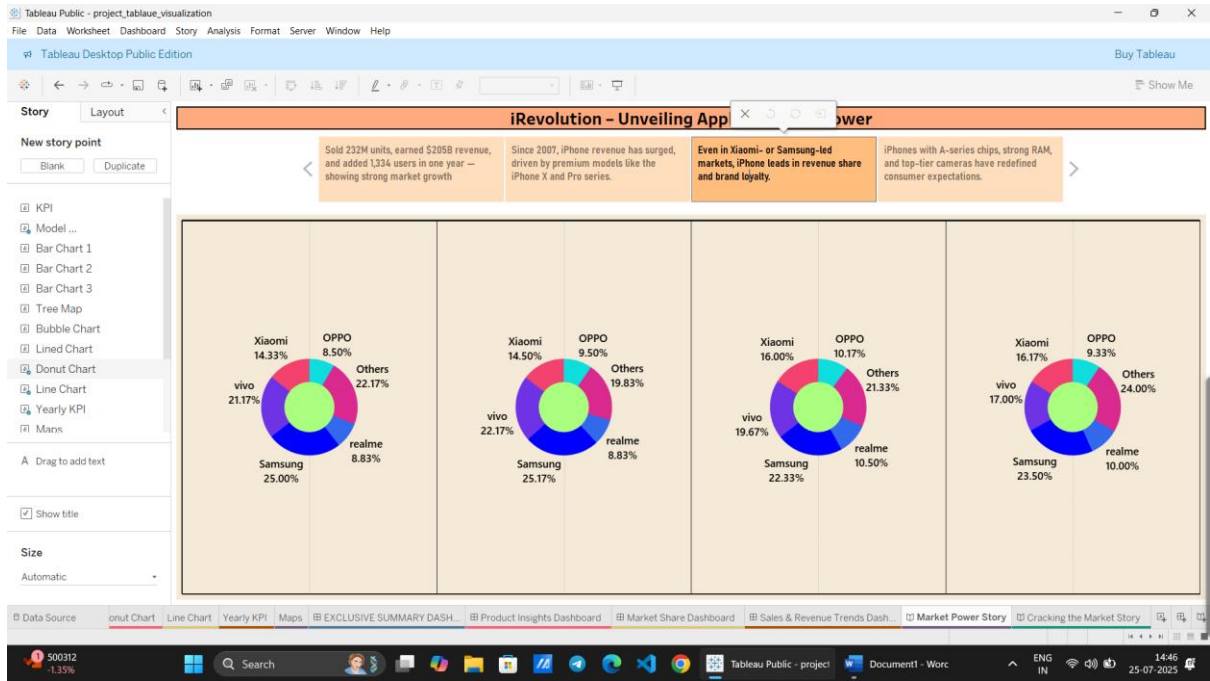 Tableau Public - project_tablaue_visualization
File Data Worksheet Dashboard Story Analysis Format Server Window Help
Tableau Desktop Public Edition
Buy Tableau
Show Me
Story Layout
New story point
Blank Duplicate
KPI
Model ...
Bar Chart 1
Bar Chart 2
Bar Chart 3
Tree Map
Bubble Chart
Lined Chart
Donut Chart
Line Chart
Yearly KPI
Maps
A Drag to add text
Show title
Size
Automatic
iRevolution – Unveiling App
wer
Sold 232M units, earned $205B revenue,
and added 1,334 users in one year —
showing strong market growth
Since 2007, iPhone revenue has surged,
driven by premium models like the
iPhone X and Pro series.
Even in Xiaomi- or Samsung-led
markets, iPhone leads in revenue share
and brand loyalty.
iPhones with A-series chips, strong RAM,
and top-tier cameras have redefined
consumer expectations.
Xiaomi
14.33%
OPPO
8.50%
Others
22.17%
vivo
21.17%
realme
8.83%
Samsung
25.00%
Xiaomi
14.50%
OPPO
9.50%
Others
19.83%
vivo
22.17%
realme
8.83%
Samsung
25.17%
Xiaomi
16.00%
OPPO
10.17%
Others
21.33%
vivo
19.67%
realme
10.50%
Samsung
22.33%
Xiaomi
16.17%
OPPO
9.33%
Others
24.00%
vivo
17.00%
realme
10.00%
Samsung
23.50%
Data Source onut Chart Line Chart Yearly KPI Maps EXCLUSIVE SUMMARY DASH... Product Insights Dashboard Market Share Dashboard Sales & Revenue Trends Dash... Market Power Story Cracking the Market Story
1
500312
-1.35%
Search
Tableau Public - project
Document1 - Worc
ENG
IN
14:46
25-07-2025